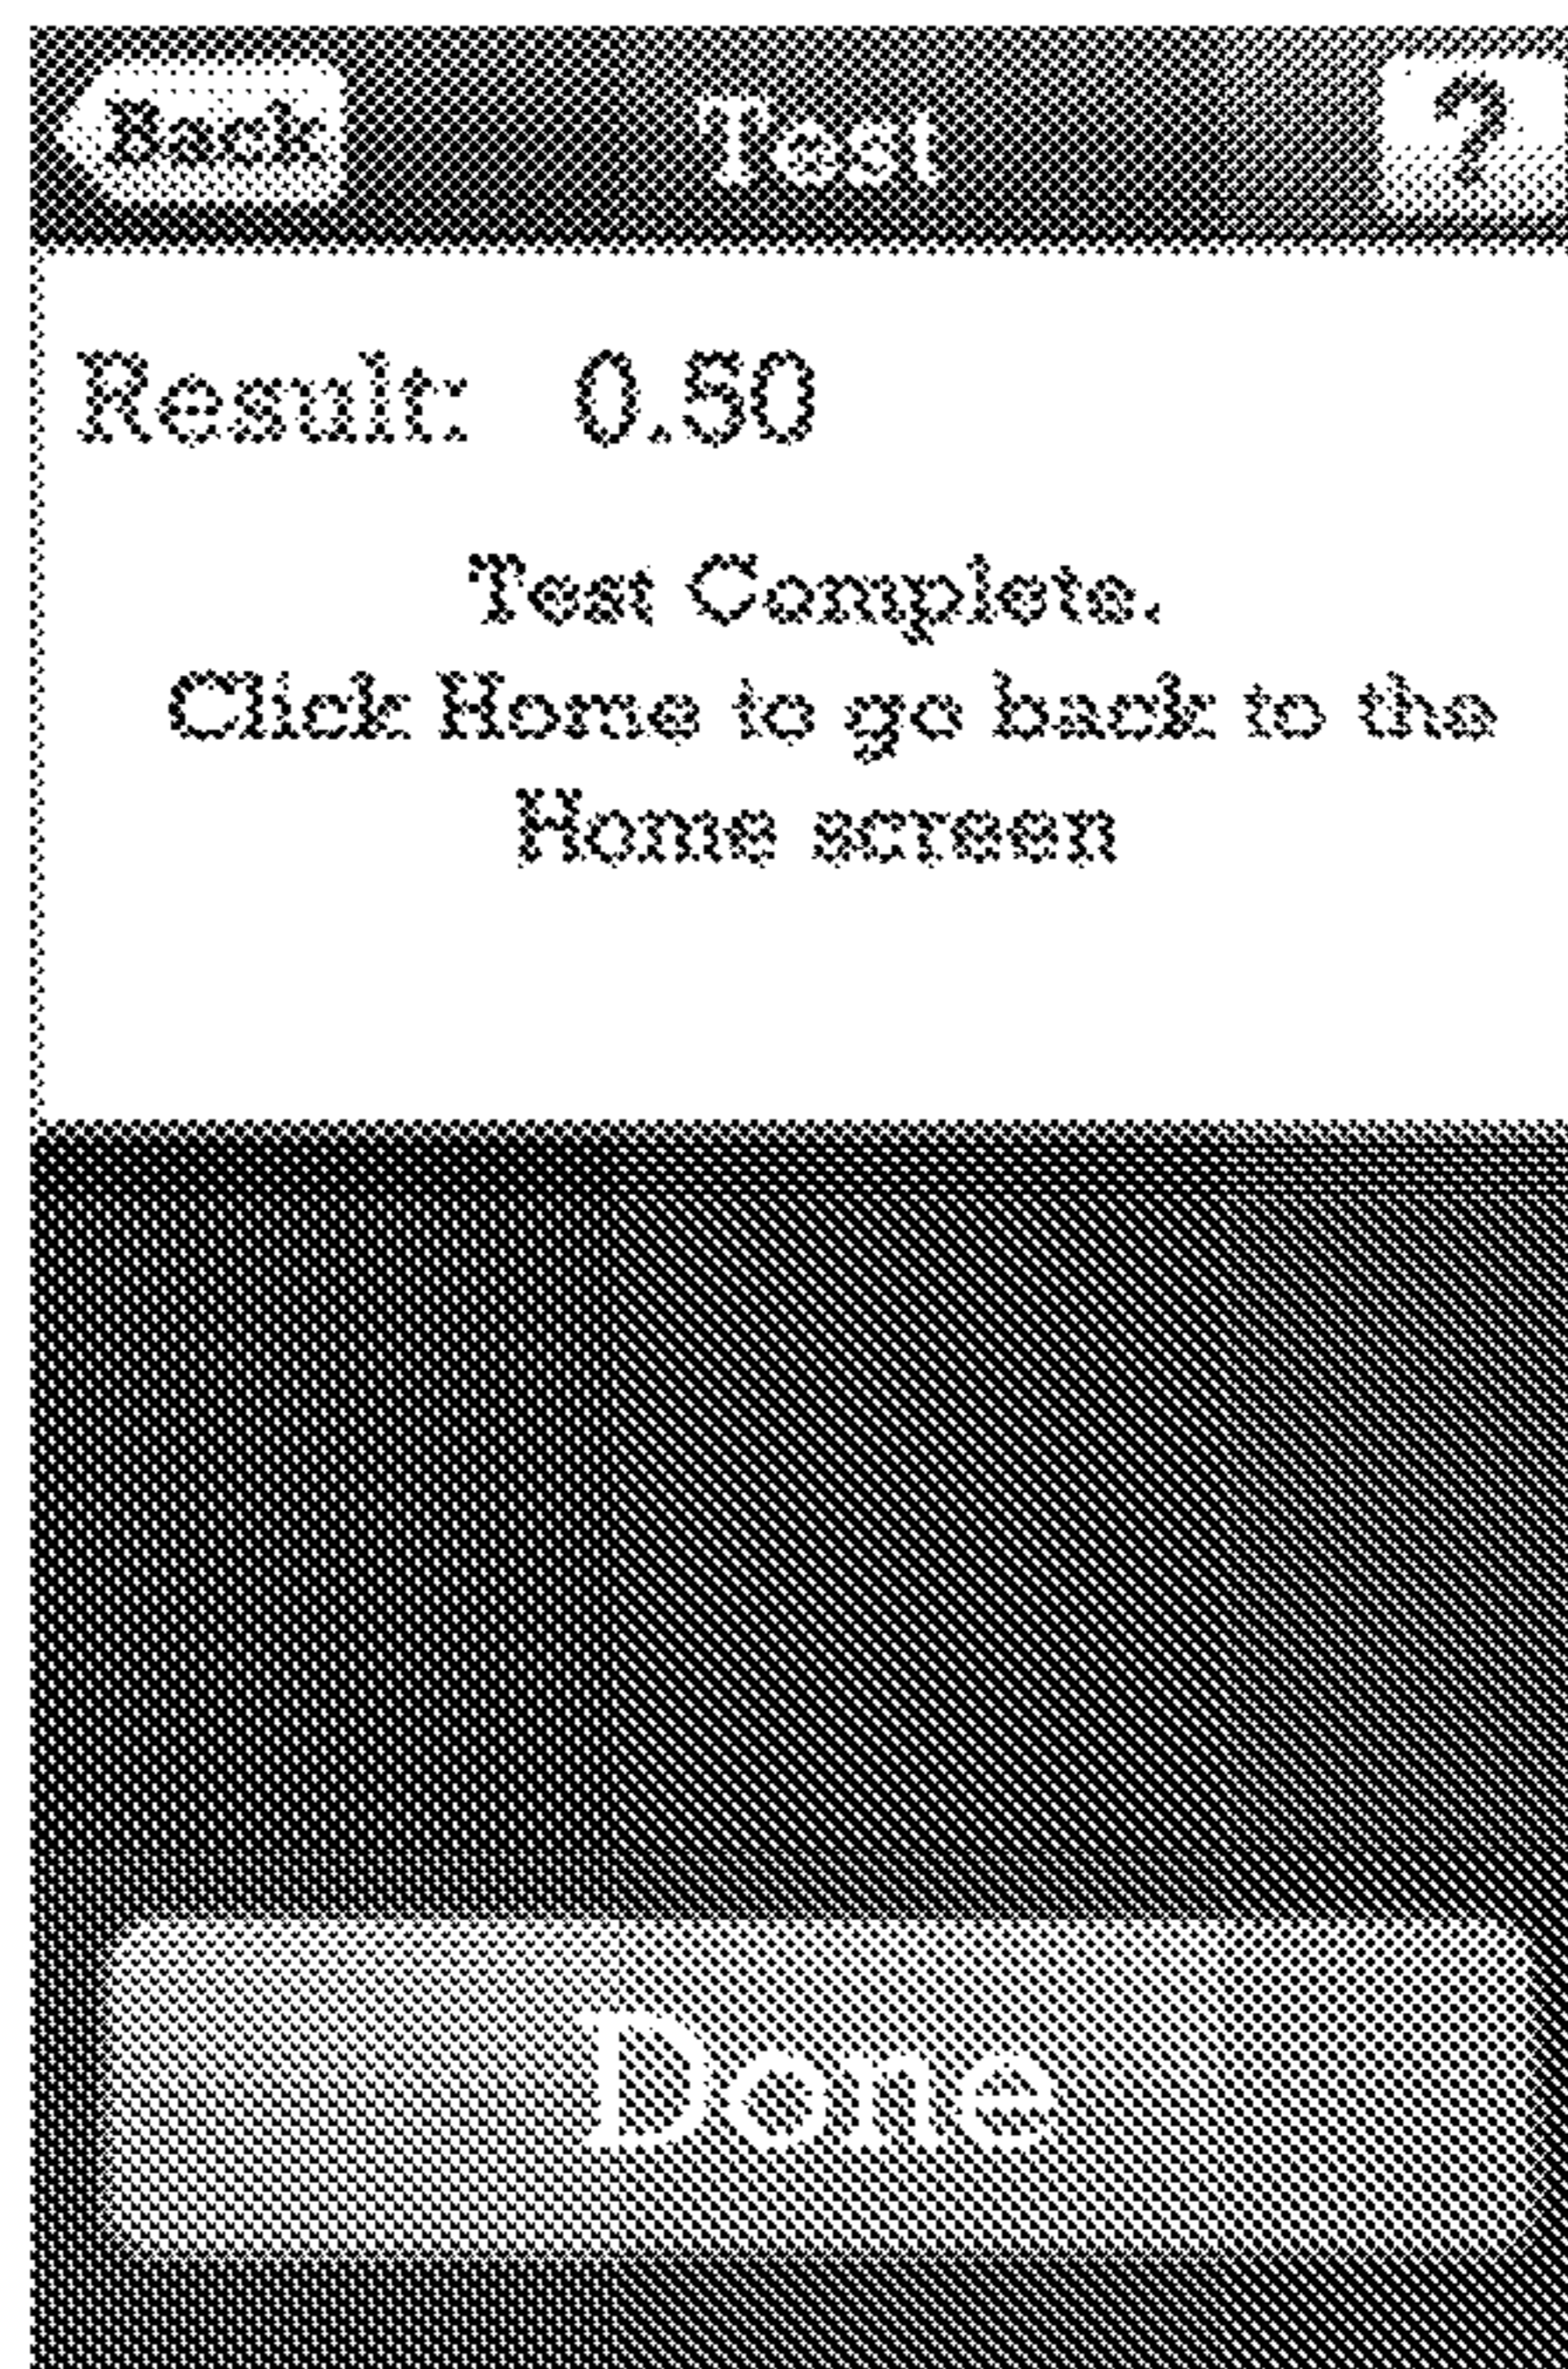 Back Test ?
Result: 0.50
Test Complete.
Click Home to go back to the
Home screen
Done